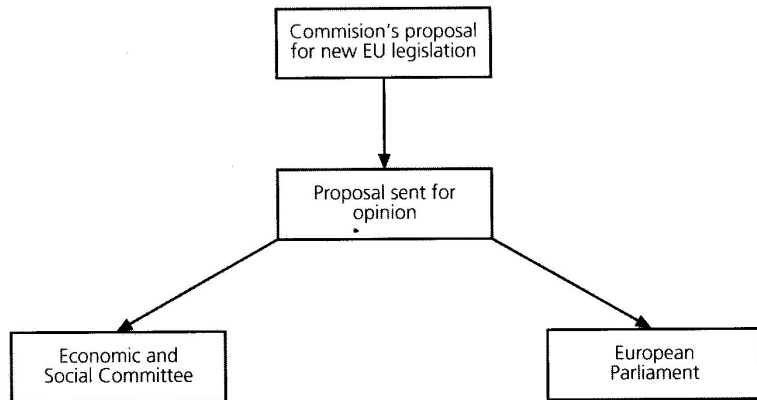 Commision's proposal
for new EU legislation
Proposal sent for
opinion
Economic and
Social Committee
European
Parliament